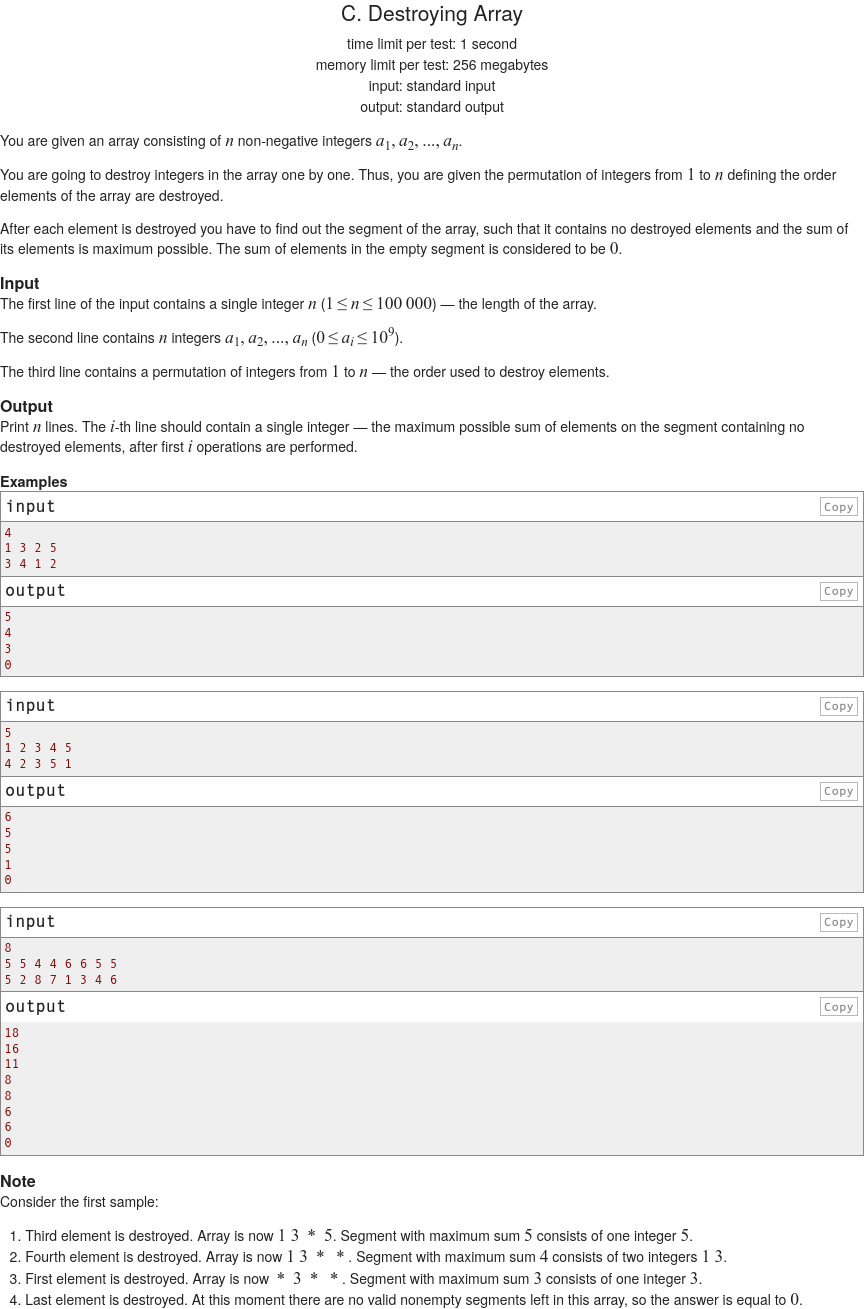 C. Destroying Array
time limit per test: 1 second
memory limit per test: 256 megabytes
input: standard input
output: standard output
You are given an array consisting of n non-negative integers a1, a2, ..., an.
You are going to destroy integers in the array one by one. Thus, you are given the permutation of integers from 1 to n defining the order
elements of the array are destroyed.
After each element is destroyed you have to find out the segment of the array, such that it contains no destroyed elements and the sum of
its elements is maximum possible. The sum of elements in the empty segment is considered to be 0.
Input
The first line of the input contains a single integer n (1 ≤ n ≤ 100 000) — the length of the array.
The second line contains n integers a1, a2, ..., an (0 ≤ ai ≤ 10^9).
The third line contains a permutation of integers from 1 to n — the order used to destroy elements.
Output
Print n lines. The i-th line should contain a single integer — the maximum possible sum of elements on the segment containing no
destroyed elements, after first i operations are performed.
Examples
input Copy
4
1 3 2 5
3 4 1 2
output Copy
5
4
3
0
input Copy
5
1 2 3 4 5
4 2 3 5 1
output Copy
6
5
5
1
0
input Copy
8
5 5 4 4 6 6 5 5
5 2 8 7 1 3 4 6
output Copy
18
16
11
8
8
6
6
0
Note
Consider the first sample:
1. Third element is destroyed. Array is now 1 3 * 5. Segment with maximum sum 5 consists of one integer 5.
2. Fourth element is destroyed. Array is now 1 3 * * . Segment with maximum sum 4 consists of two integers 1 3.
3. First element is destroyed. Array is now * 3 * * . Segment with maximum sum 3 consists of one integer 3.
4. Last element is destroyed. At this moment there are no valid nonempty segments left in this array, so the answer is equal to 0.